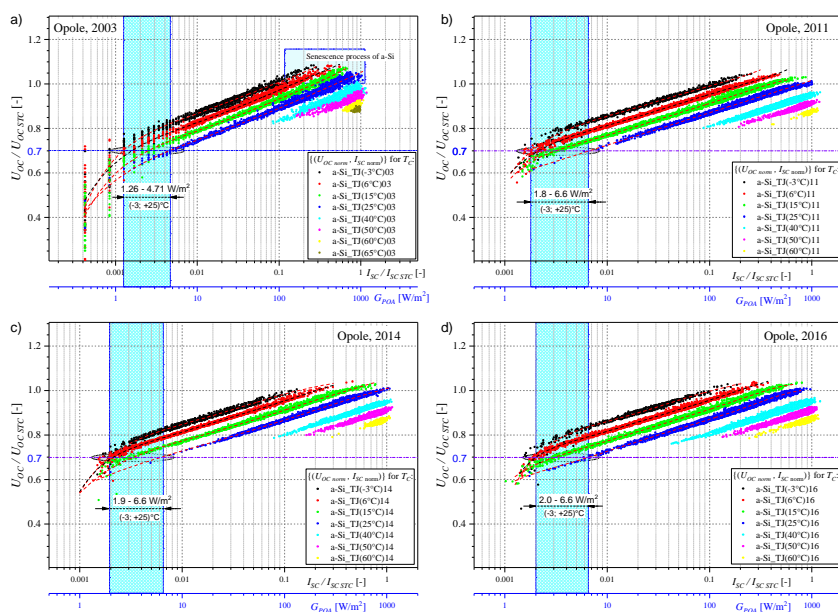 a)
Opole, 2003
U_OC / U_OC STC [-]
1.2
1.0
0.8
0.7
0.6
0.4
Senescence process of a-Si
1.26 - 4.71 W/m²
(-3; +25)°C
{(U_OC norm , I_SC norm)} for T_C:
a-Si_TJ(-3°C)03
a-Si_TJ(6°C)03
a-Si_TJ(15°C)03
a-Si_TJ(25°C)03
a-Si_TJ(40°C)03
a-Si_TJ(50°C)03
a-Si_TJ(60°C)03
a-Si_TJ(65°C)03
0.001 0.01 0.1 1
I_SC / I_SC STC [-]
1 10 100 1000
G_POA [W/m²]
b)
Opole, 2011
U_OC / U_OC STC [-]
1.2
1.0
0.8
0.7
0.6
0.4
1.8 - 6.6 W/m²
(-3; +25)°C
{(U_OC norm , I_SC norm)} for T_C:
a-Si_TJ(-3°C)11
a-Si_TJ(6°C)11
a-Si_TJ(15°C)11
a-Si_TJ(25°C)11
a-Si_TJ(40°C)11
a-Si_TJ(50°C)11
a-Si_TJ(60°C)11
0.001 0.01 0.1 1
I_SC / I_SC STC [-]
1 10 100 1000
G_POA [W/m²]
c)
Opole, 2014
U_OC / U_OC STC [-]
1.2
1.0
0.8
0.7
0.6
0.4
1.9 - 6.6 W/m²
(-3; +25)°C
{(U_OC norm , I_SC norm)} for T_C:
a-Si_TJ(-3°C)14
a-Si_TJ(6°C)14
a-Si_TJ(15°C)14
a-Si_TJ(25°C)14
a-Si_TJ(40°C)14
a-Si_TJ(50°C)14
a-Si_TJ(60°C)14
0.001 0.01 0.1 1
I_SC / I_SC STC [-]
1 10 100 1000
G_POA [W/m²]
d)
Opole, 2016
U_OC / U_OC STC [-]
1.2
1.0
0.8
0.7
0.6
0.4
2.0 - 6.6 W/m²
(-3; +25)°C
{(U_OC norm , I_SC norm)} for T_C:
a-Si_TJ(-3°C)16
a-Si_TJ(6°C)16
a-Si_TJ(15°C)16
a-Si_TJ(25°C)16
a-Si_TJ(40°C)16
a-Si_TJ(50°C)16
a-Si_TJ(60°C)16
0.001 0.01 0.1 1
I_SC / I_SC STC [-]
1 10 100 1000
G_POA [W/m²]